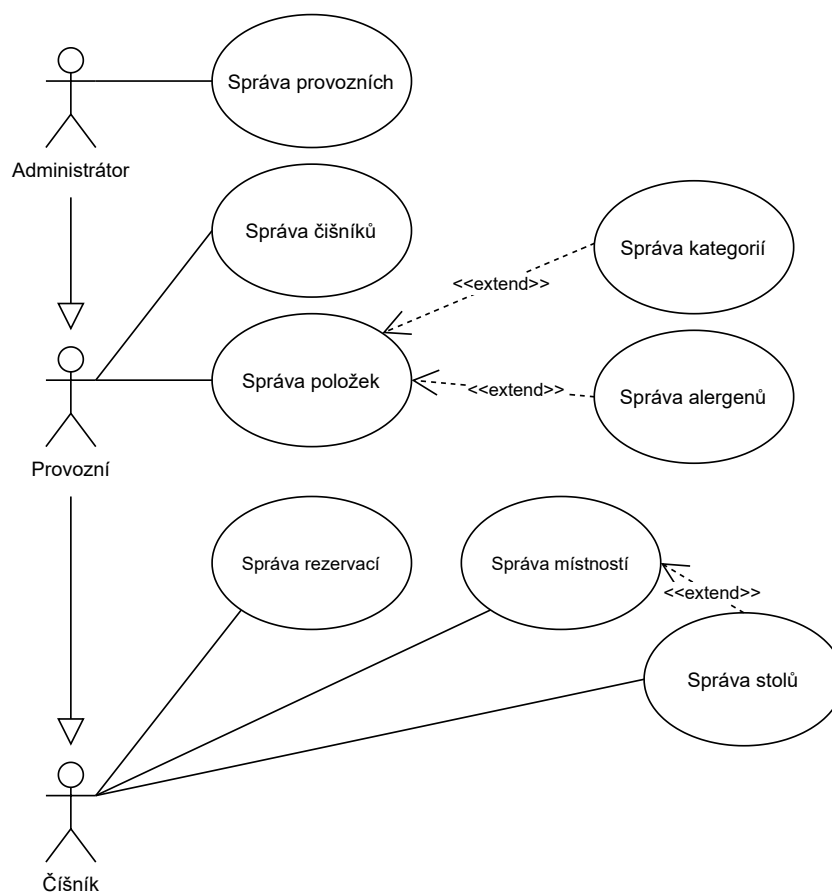 Správa provozních
Administrátor
Správa čišníků
Správa kategorií
<<extend>>
Správa položek
<<extend>>
Správa alergenů
Provozní
Správa rezervací
Správa místností
<<extend>>
Správa stolů
Číšník